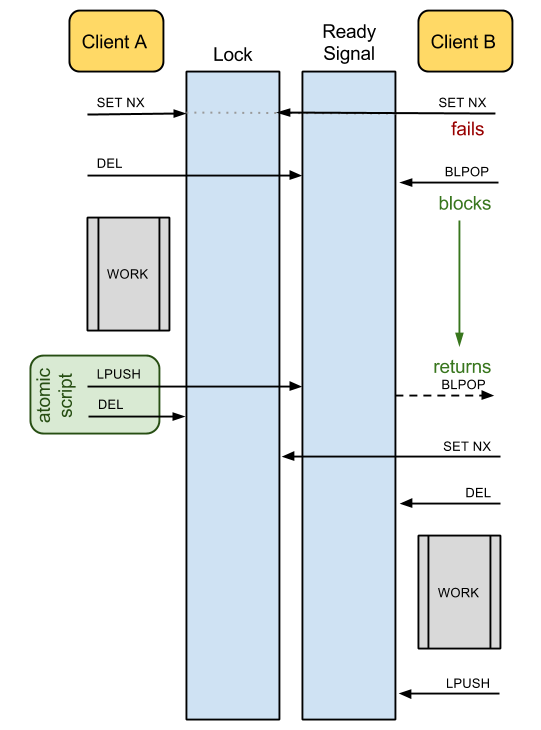 Client A
Lock
Ready
Signal
Client B
SET NX
SET NX
fails
DEL
BLPOP
blocks
WORK
returns
BLPOP
atomic
script
LPUSH
DEL
SET NX
DEL
WORK
LPUSH